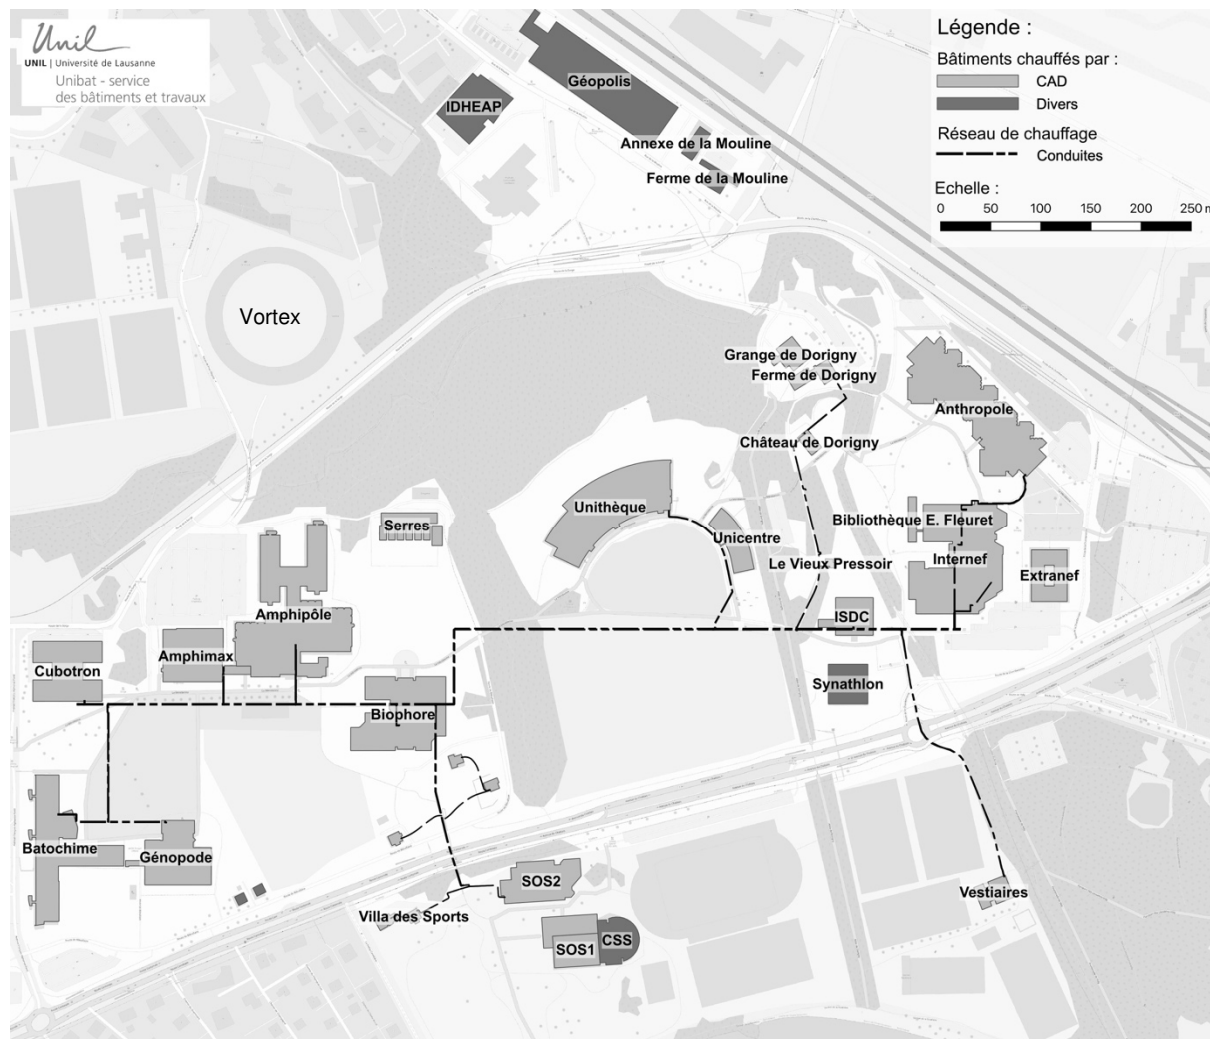 Unil
UNIL | Université de Lausanne
Unibat - service
des bâtiments et travaux
Légende :
Bâtiments chauffés par :
CAD
Divers
Réseau de chauffage
Conduites
Echelle :
0 50 100 150 200 250 m
Géopolis
IDHEAP
Annexe de la Mouline
Ferme de la Mouline
Vortex
Grange de Dorigny
Ferme de Dorigny
Anthropole
Château de Dorigny
Unithèque
Serres
Bibliothèque E. Fleuret
Unicentre
Internef
Le Vieux Pressoir
Extranef
Amphipôle
ISDC
Amphimax
Cubotron
Synathlon
Biophore
Batochime
Génopode
SOS2
Vestiaires
Villa des Sports
CSS
SOS1